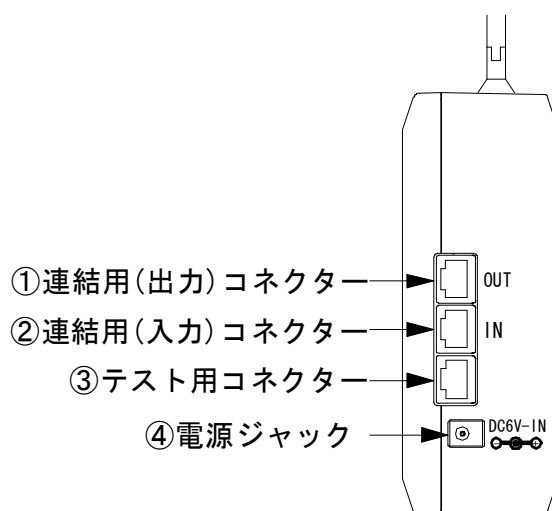 ①連結用(出力)コネクター
OUT
②連結用(入力)コネクター
IN
③テスト用コネクター
④電源ジャック
DC6V-IN